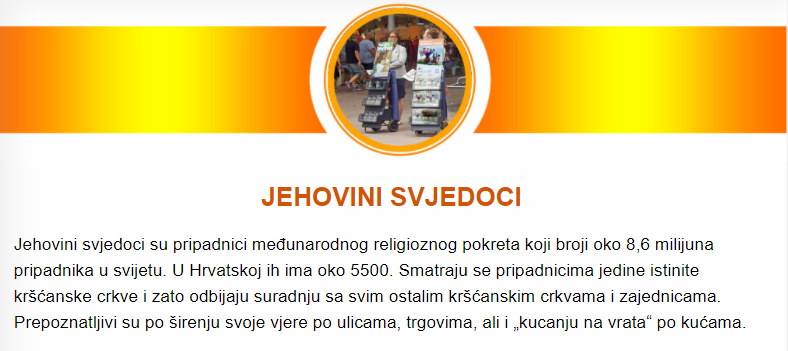 JEHOVINI SVJEDOCI
Jehovini svjedoci su pripadnici međunarodnog religioznog pokreta koji broji oko 8,6 milijuna
pripadnika u svijetu. U Hrvatskoj ih ima oko 5500. Smatraju se pripadnicima jedine istinite
kršćanske crkve i zato odbijaju suradnju sa svim ostalim kršćanskim crkvama i zajednicama.
Prepoznatljivi su po širenju svoje vjere po ulicama, trgovima, ali i „kucanju na vrata“ po kućama.